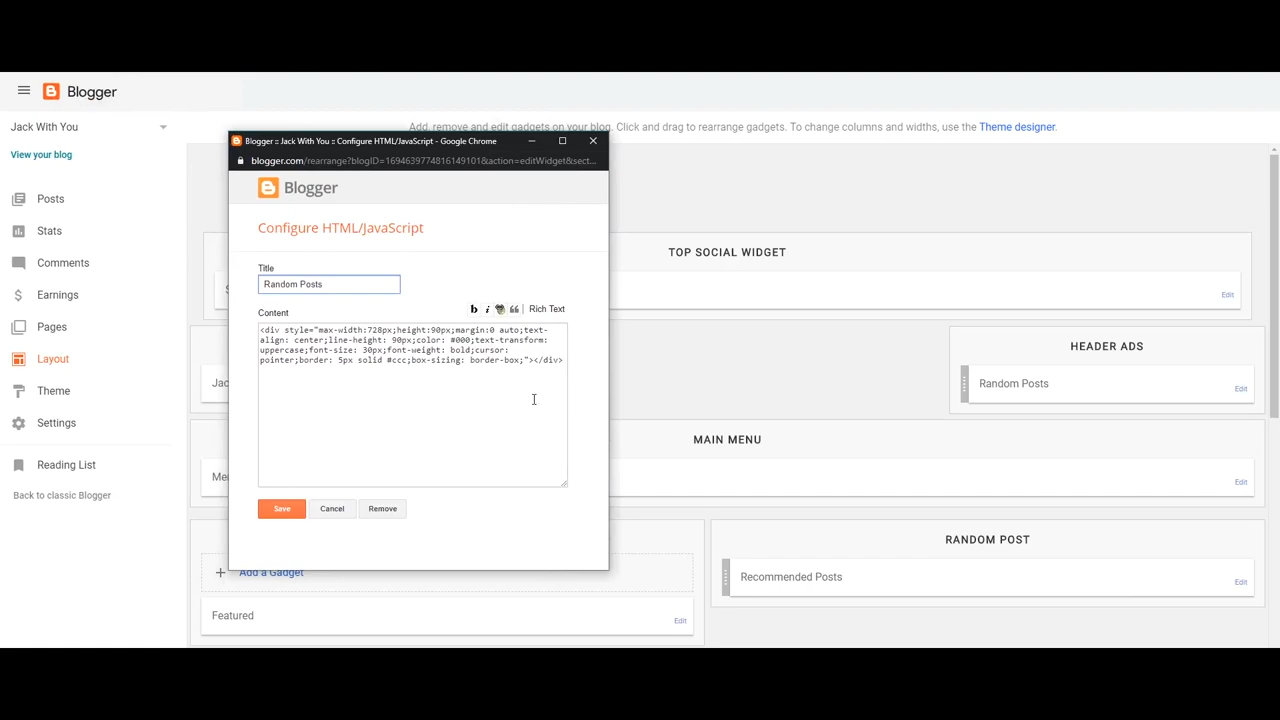 Blogger
Jack With You
View your blog
Posts
Stats
Comments
Earnings
Pages
Layout
Theme
Settings
Reading List
Back to classic Blogger
Add, remove and edit gadgets on your blog. Click and drag to rearrange gadgets. To change columns and widths, use the Theme designer.
Blogger :: Jack With You :: Configure HTML/JavaScript - Google Chrome
blogger.com/rearrange?blogID=1694639774816149101&action=editWidget&sect...
Blogger
Configure HTML/JavaScript
Title
Random Posts
Content
b i “ Rich Text
<div style="max-width:728px;height:90px;margin:0 auto;text-
align: center;line-height: 90px;color: #000;text-transform:
uppercase;font-size: 30px;font-weight: bold;cursor:
pointer;border: 5px solid #ccc;box-sizing: border-box;"></div>
Save Cancel Remove
TOP SOCIAL WIDGET
Edit
HEADER ADS
Jac
Random Posts
Edit
MAIN MENU
Edit
RANDOM POST
Add a Gadget
Recommended Posts
Edit
Featured
Edit